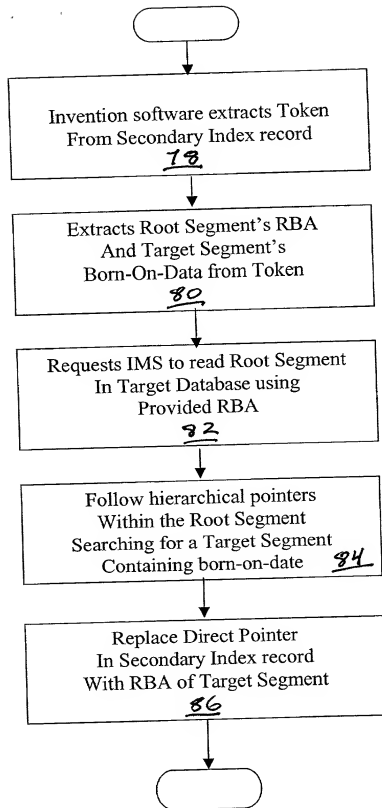 Invention software extracts Token
From Secondary Index record
78
Extracts Root Segment's RBA
And Target Segment's
Born-On-Data from Token
80
Requests IMS to read Root Segment
In Target Database using
Provided RBA
82
Follow hierarchical pointers
Within the Root Segment
Searching for a Target Segment
Containing born-on-date 84
Replace Direct Pointer
In Secondary Index record
With RBA of Target Segment
86